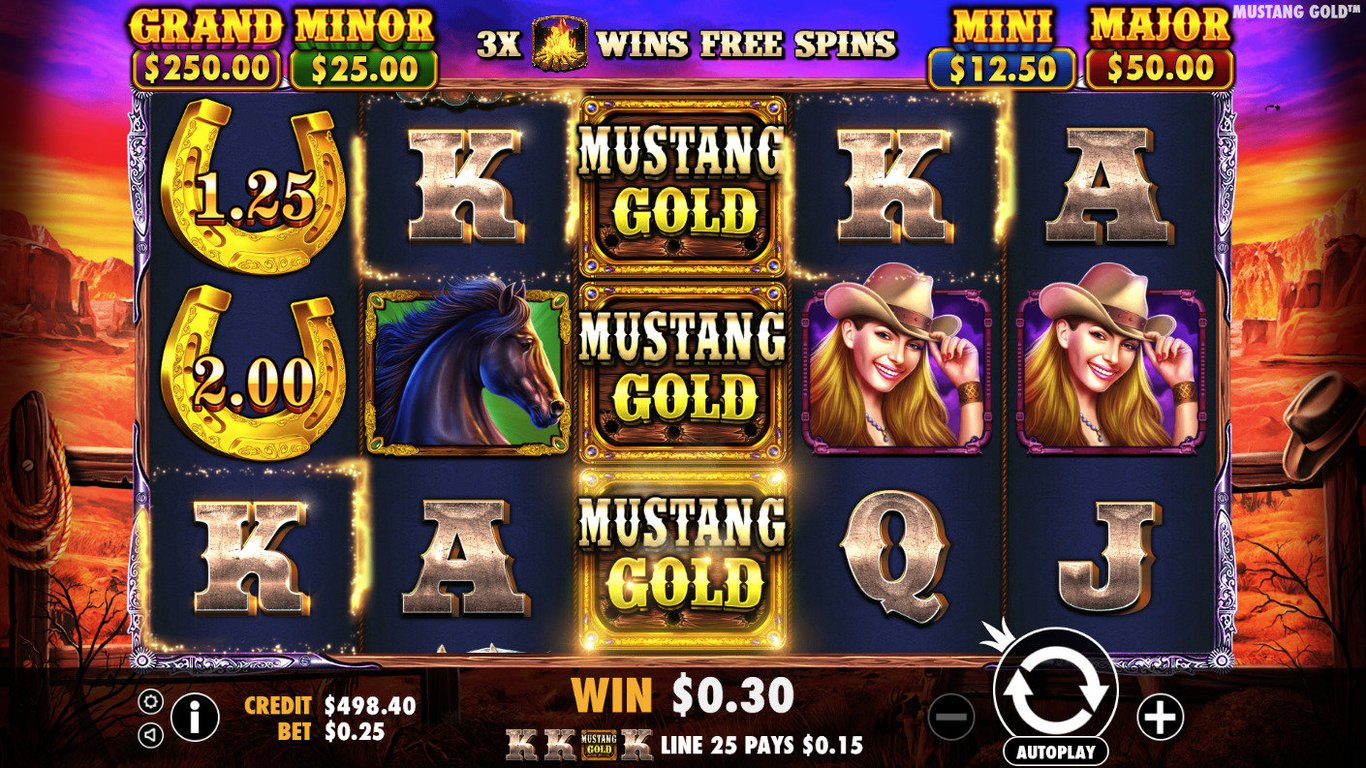 MUSTANG GOLD™
GRAND MINOR
$250.00 $25.00
3X WINS FREE SPINS
MINI MAJOR
$12.50 $50.00
1.25
K
MUSTANG
GOLD
K
A
2.00
MUSTANG
GOLD
K
A
MUSTANG
GOLD
Q
J
CREDIT $498.40
BET $0.25
WIN $0.30
K K MUSTANG GOLD K LINE 25 PAYS $0.15
AUTOPLAY